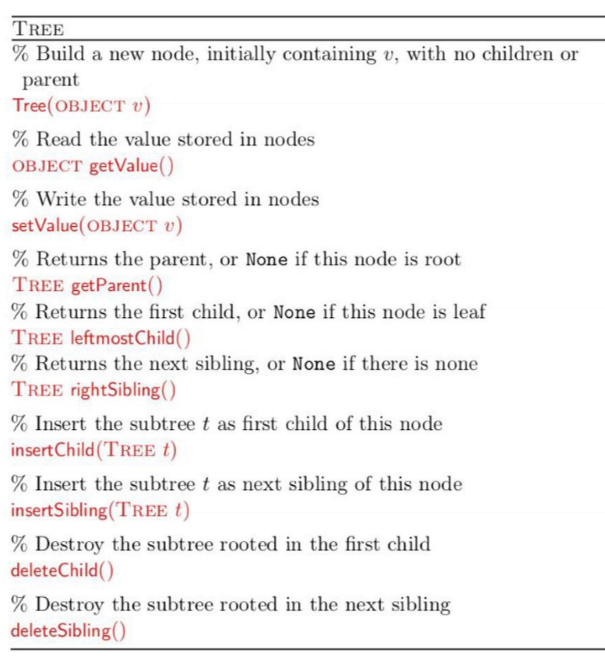 TREE
% Build a new node, initially containing v, with no children or
parent
Tree(OBJECT v)
% Read the value stored in nodes
OBJECT getValue()
% Write the value stored in nodes
setValue(OBJECT v)
% Returns the parent, or None if this node is root
TREE getParent()
% Returns the first child, or None if this node is leaf
TREE leftmostChild()
% Returns the next sibling, or None if there is none
TREE rightSibling()
% Insert the subtree t as first child of this node
insertChild(TREE t)
% Insert the subtree t as next sibling of this node
insertSibling(TREE t)
% Destroy the subtree rooted in the first child
deleteChild()
% Destroy the subtree rooted in the next sibling
deleteSibling()